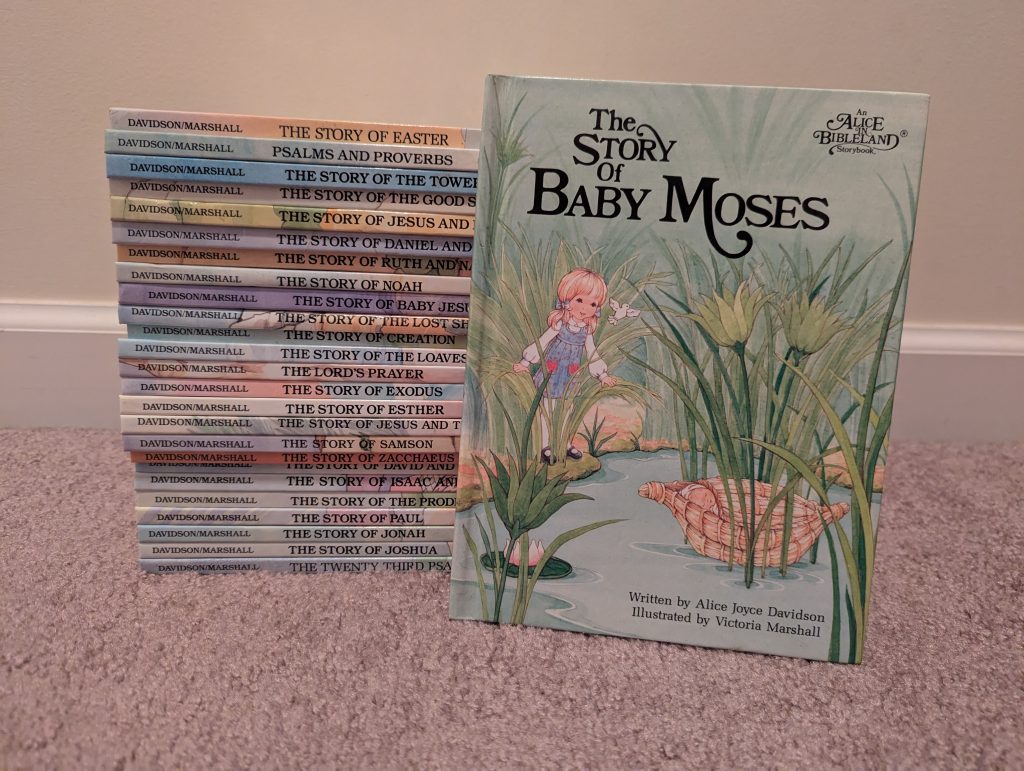 DAVIDSON/MARSHALL THE STORY OF EASTER
DAVIDSON/MARSHALL PSALMS AND PROVERBS
DAVIDSON/MARSHALL THE STORY OF THE TOWE
DAVIDSON/MARSHALL THE STORY OF THE GOOD S
DAVIDSON/MARSHALL THE STORY OF JESUS AND
DAVIDSON/MARSHALL THE STORY OF DANIEL AND
DAVIDSON/MARSHALL THE STORY OF RUTH AND NA
DAVIDSON/MARSHALL THE STORY OF NOAH
DAVIDSON/MARSHALL THE STORY OF BABY JESU
DAVIDSON/MARSHALL THE STORY OF THE LOST SH
DAVIDSON/MARSHALL THE STORY OF CREATION
DAVIDSON/MARSHALL THE STORY OF THE LOAVES
DAVIDSON/MARSHALL THE LORD'S PRAYER
DAVIDSON/MARSHALL THE STORY OF EXODUS
DAVIDSON/MARSHALL THE STORY OF ESTHER
DAVIDSON/MARSHALL THE STORY OF JESUS AND T
DAVIDSON/MARSHALL THE STORY OF SAMSON
DAVIDSON/MARSHALL THE STORY OF ZACCHAEUS
DAVIDSON/MARSHALL THE STORY OF DAVID AND
DAVIDSON/MARSHALL THE STORY OF ISAAC AN
DAVIDSON/MARSHALL THE STORY OF THE PROD
DAVIDSON/MARSHALL THE STORY OF PAUL
DAVIDSON/MARSHALL THE STORY OF JONAH
DAVIDSON/MARSHALL THE STORY OF JOSHUA
DAVIDSON/MARSHALL THE TWENTY THIRD PSA
The
STORY
Of
BABY MOSES
An
ALICE
IN
BIBLELAND®
Storybook™
Written by Alice Joyce Davidson
Illustrated by Victoria Marshall